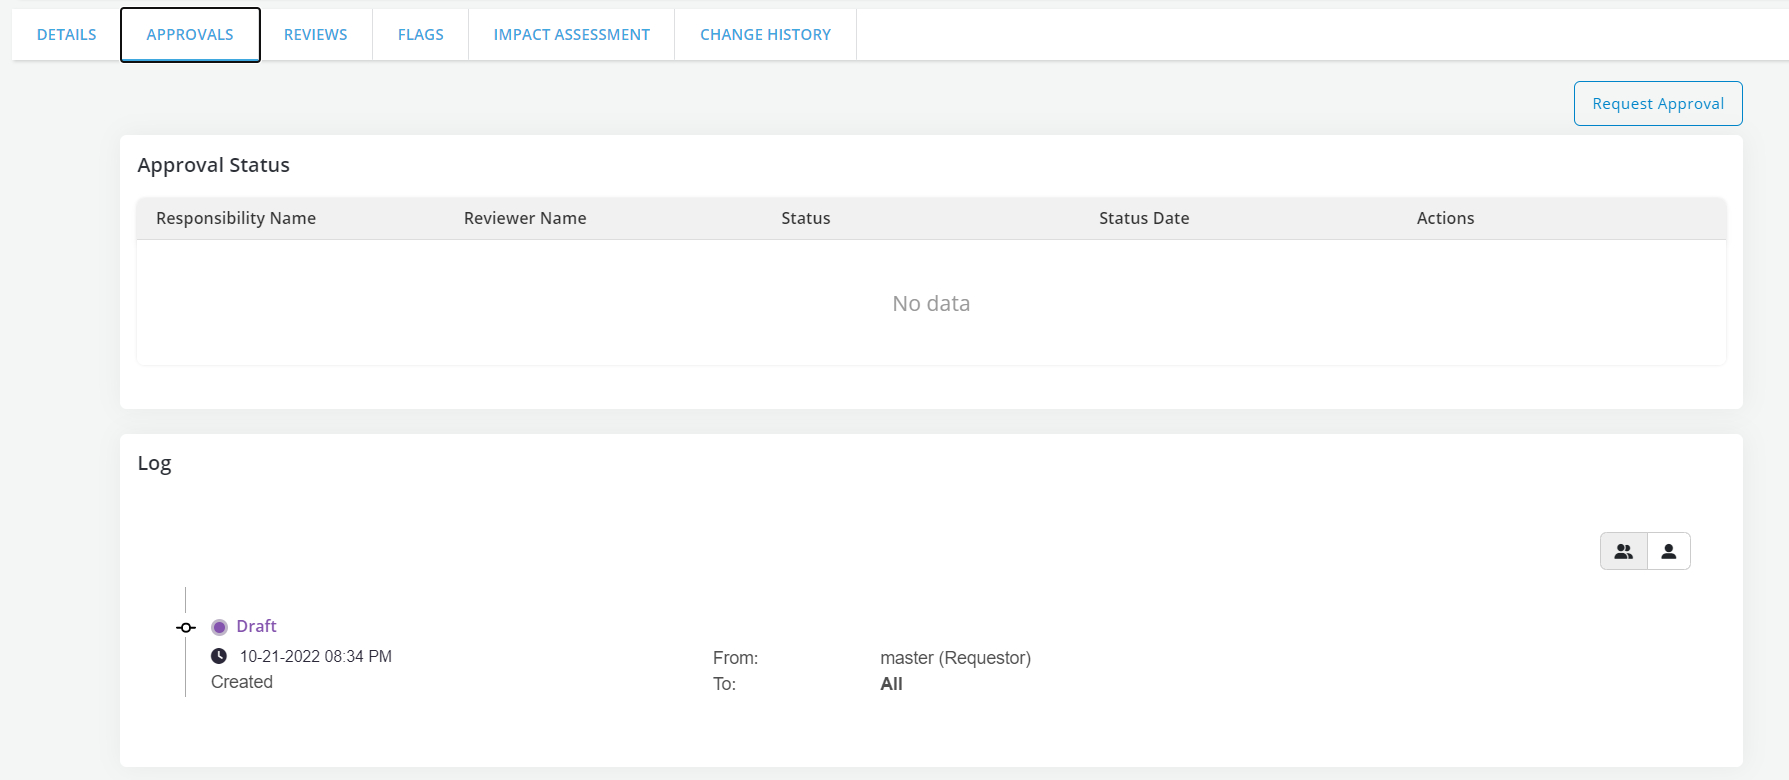 DETAILS APPROVALS REVIEWS FLAGS IMPACT ASSESSMENT CHANGE HISTORY
Request Approval
Approval Status
Responsibility Name Reviewer Name Status Status Date Actions
No data
Log
Draft
10-21-2022 08:34 PM From: master (Requestor)
Created To: All